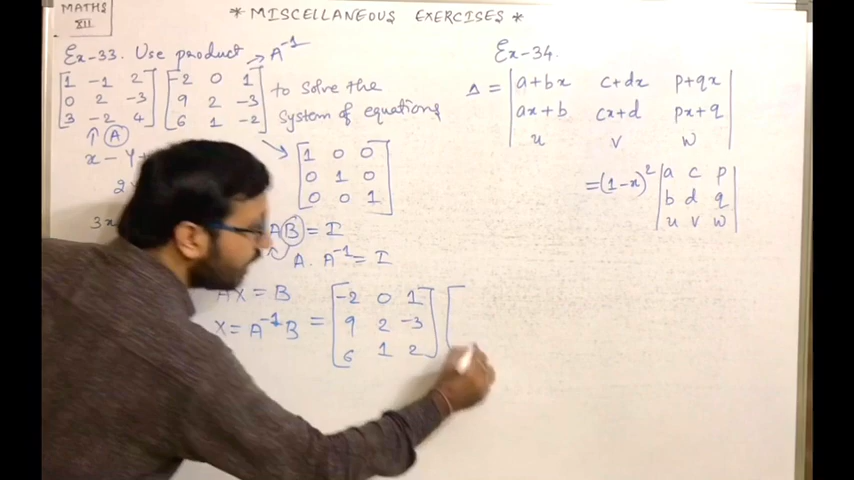 MATHS
XII
* MISCELLANEOUS EXERCISES *
Ex-33. Use product → A⁻¹
[1 -1 2] [-2 0 1]
[0 2 -3] [9 2 -3]
[3 -2 4] [6 1 -2]
to solve the
system of equations
A
x - y +
2y
3x
[1 0 0]
[0 1 0]
[0 0 1]
AB = I
A. A⁻¹ = I
AX = B
X = A⁻¹B = [-2 0 1] [
[9 2 -3]
[6 1 2]
Ex-34.
Δ = |a+bx c+dx p+qx|
|ax+b cx+d px+q|
|u v w|
= (1-x)² |a c p|
|b d q|
|u v w|